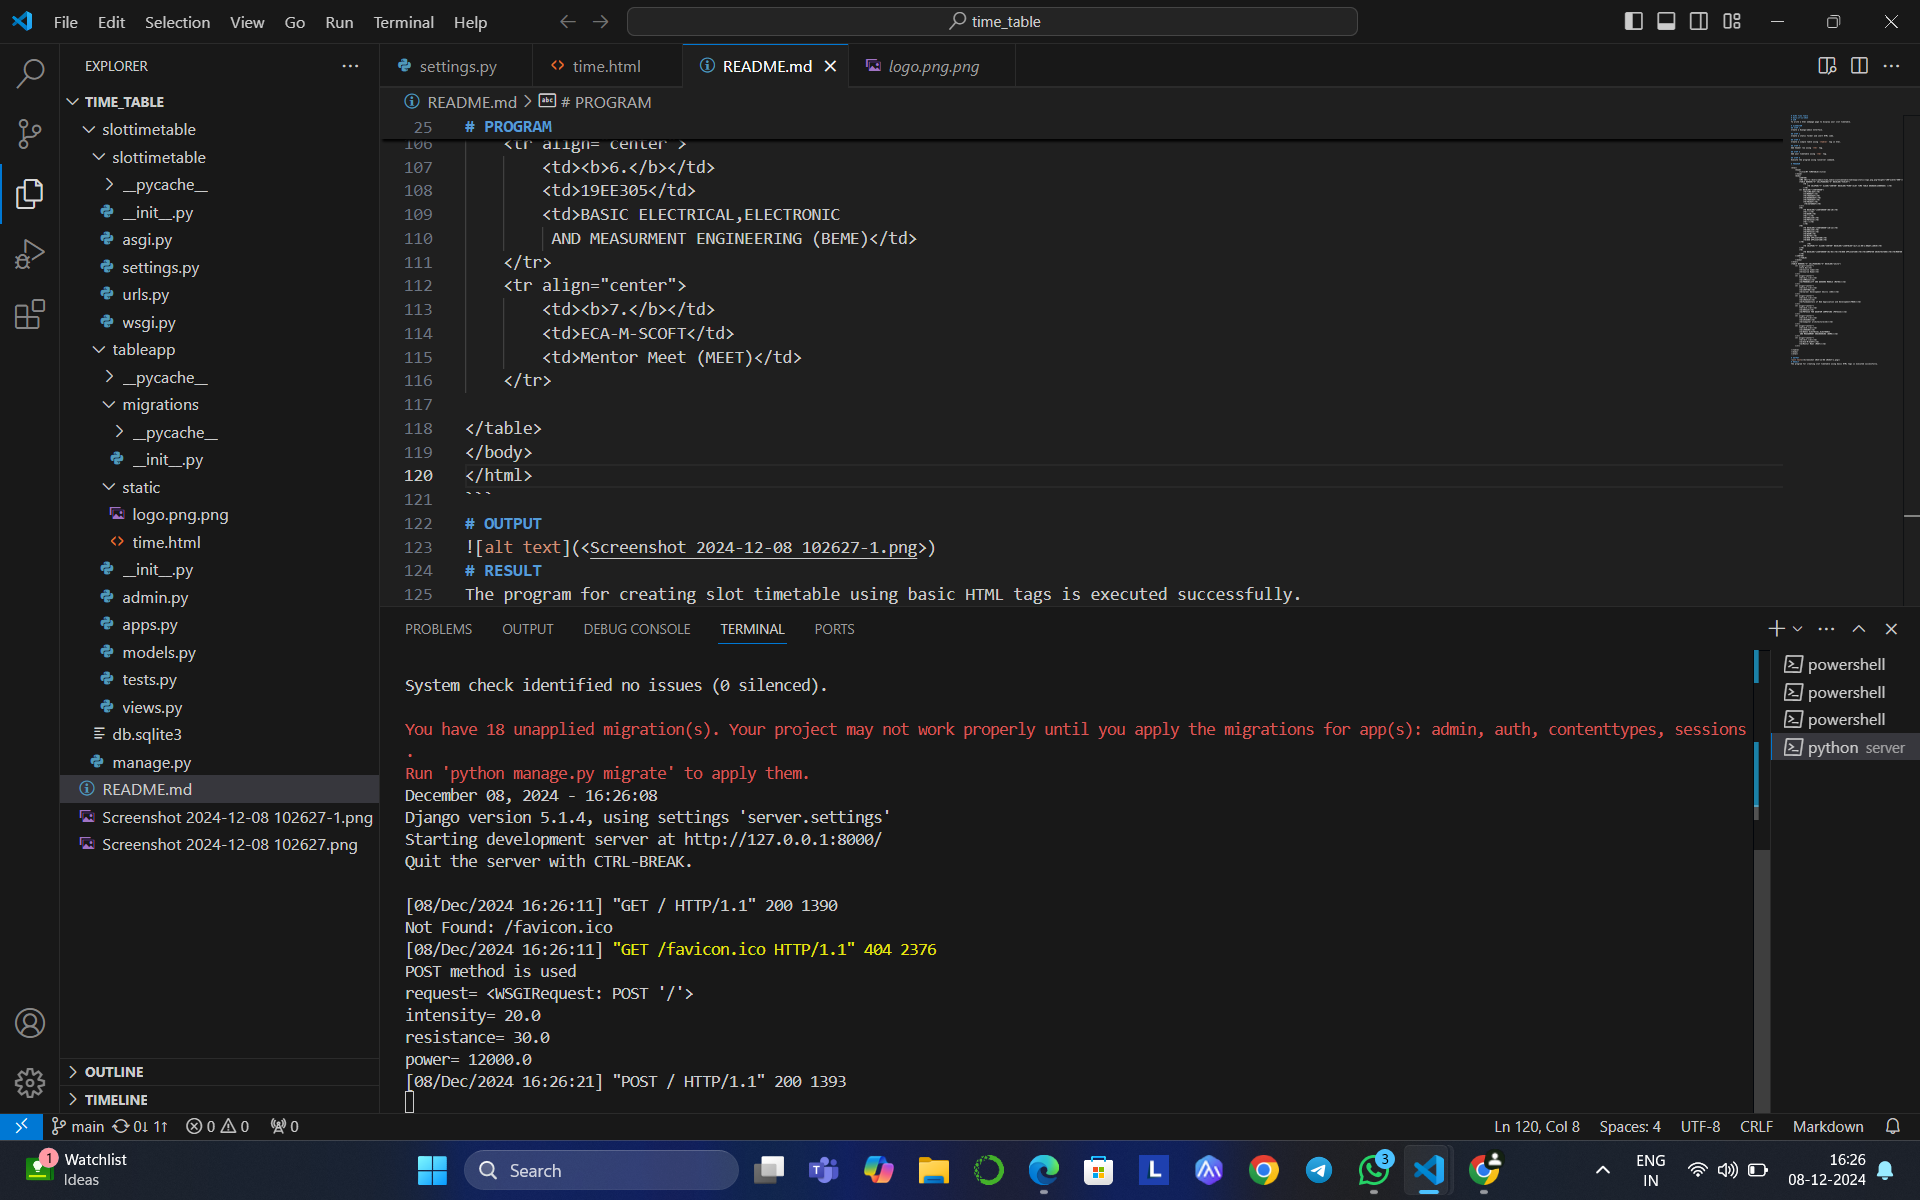 File Edit Selection View Go Run Terminal Help
time_table
EXPLORER
TIME_TABLE
slottimetable
slottimetable
__pycache__
__init__.py
asgi.py
settings.py
urls.py
wsgi.py
tableapp
__pycache__
migrations
__pycache__
__init__.py
static
logo.png.png
time.html
__init__.py
admin.py
apps.py
models.py
tests.py
views.py
db.sqlite3
manage.py
README.md
Screenshot 2024-12-08 102627-1.png
Screenshot 2024-12-08 102627.png
OUTLINE
TIMELINE
settings.py time.html README.md logo.png.png
README.md > # PROGRAM
25 # PROGRAM
106 <tr align="center">
107 <td><b>6.</b></td>
108 <td>19EE305</td>
109 <td>BASIC ELECTRICAL,ELECTRONIC
110 AND MEASURMENT ENGINEERING (BEME)</td>
111 </tr>
112 <tr align="center">
113 <td><b>7.</b></td>
114 <td>ECA-M-SCOFT</td>
115 <td>Mentor Meet (MEET)</td>
116 </tr>
117
118 </table>
119 </body>
120 </html>
121 ```
122 # OUTPUT
123 ![alt text](<Screenshot 2024-12-08 102627-1.png>)
124 # RESULT
125 The program for creating slot timetable using basic HTML tags is executed successfully.
PROBLEMS OUTPUT DEBUG CONSOLE TERMINAL PORTS
System check identified no issues (0 silenced).
You have 18 unapplied migration(s). Your project may not work properly until you apply the migrations for app(s): admin, auth, contenttypes, sessions
.
Run 'python manage.py migrate' to apply them.
December 08, 2024 - 16:26:08
Django version 5.1.4, using settings 'server.settings'
Starting development server at http://127.0.0.1:8000/
Quit the server with CTRL-BREAK.
[08/Dec/2024 16:26:11] "GET / HTTP/1.1" 200 1390
Not Found: /favicon.ico
[08/Dec/2024 16:26:11] "GET /favicon.ico HTTP/1.1" 404 2376
POST method is used
request= <WSGIRequest: POST '/'>
intensity= 20.0
resistance= 30.0
power= 12000.0
[08/Dec/2024 16:26:21] "POST / HTTP/1.1" 200 1393
powershell
powershell
powershell
python server
main 0↓ 1↑ 0 0 0
Ln 120, Col 8 Spaces: 4 UTF-8 CRLF Markdown
1
Watchlist
Ideas
Search
L
3
ENG
IN
16:26
08-12-2024